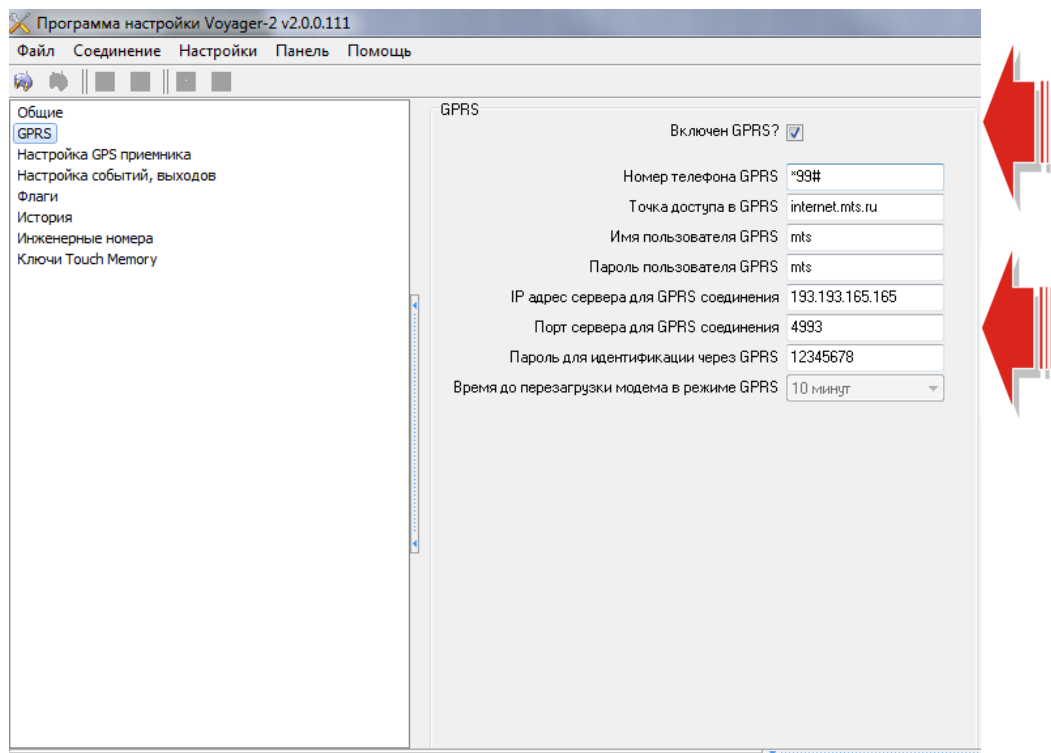 Программа настройки Voyager-2 v2.0.0.111
Файл Соединение Настройки Панель Помощь
Общие
GPRS
Настройка GPS приемника
Настройка событий, выходов
Флаги
История
Инженерные номера
Ключи Touch Memory
GPRS
Включен GPRS?
Номер телефона GPRS *99#
Точка доступа в GPRS internet.mts.ru
Имя пользователя GPRS mts
Пароль пользователя GPRS mts
IP адрес сервера для GPRS соединения 193.193.165.165
Порт сервера для GPRS соединения 4993
Пароль для идентификации через GPRS 12345678
Время до перезагрузки модема в режиме GPRS 10 минут